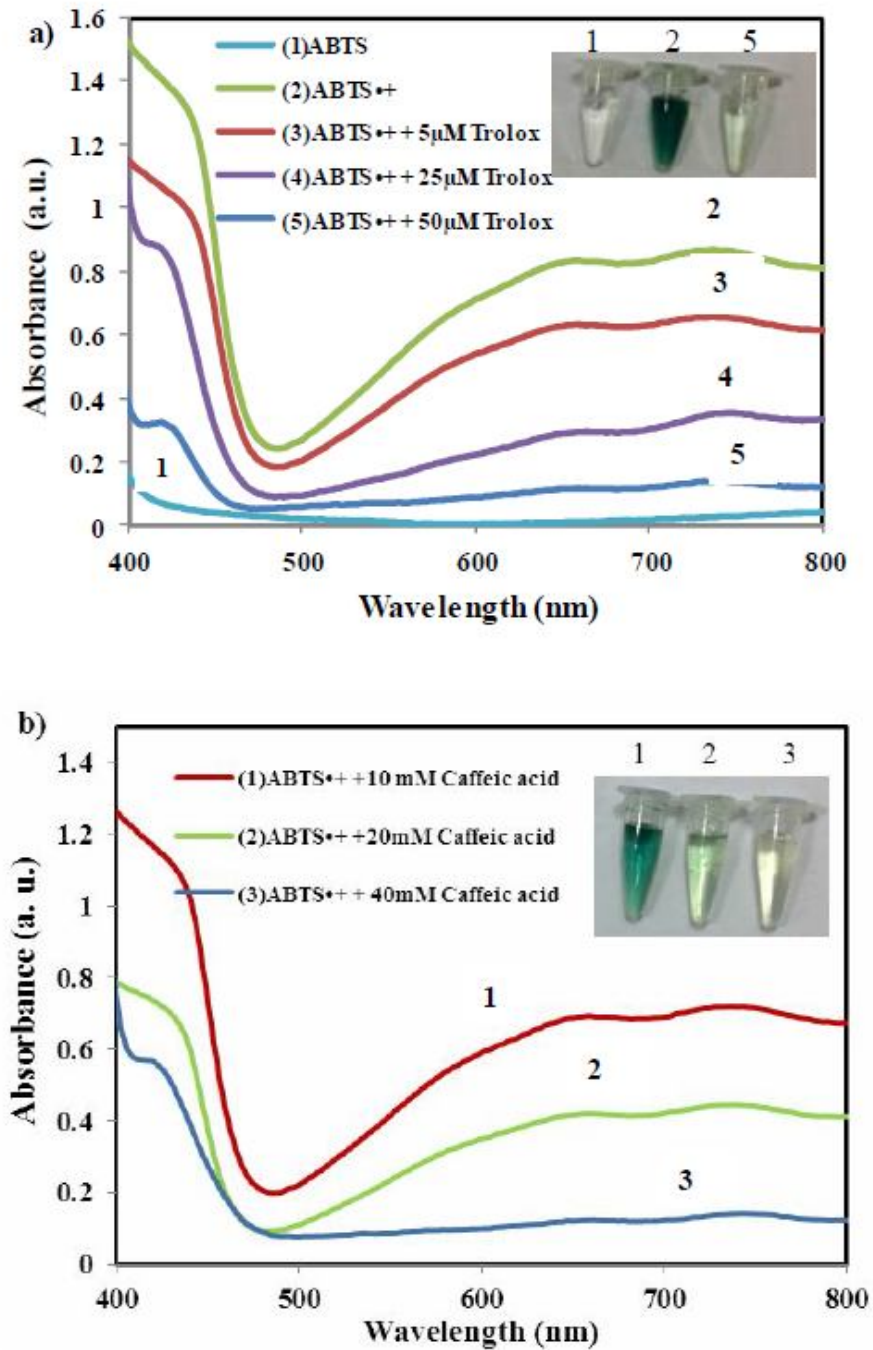 a)
1.6
1.4
1.2
1
0.8
0.6
0.4
0.2
0
Absorbance (a.u.)
(1)ABTS
(2)ABTS•+
(3)ABTS•++5μM Trolox
(4)ABTS•++25μM Trolox
(5)ABTS•++50μM Trolox
1 2 5
2
3
4
5
1
400 500 600 700 800
Wavelength (nm)
b)
1.4
1.2
1
0.8
0.6
0.4
0.2
0
Absorbance (a. u.)
(1)ABTS•++10 mM Caffeic acid
(2)ABTS•++20mM Caffeic acid
(3)ABTS•++40mM Caffeic acid
1 2 3
1
2
3
400 500 600 700 800
Wavelength (nm)